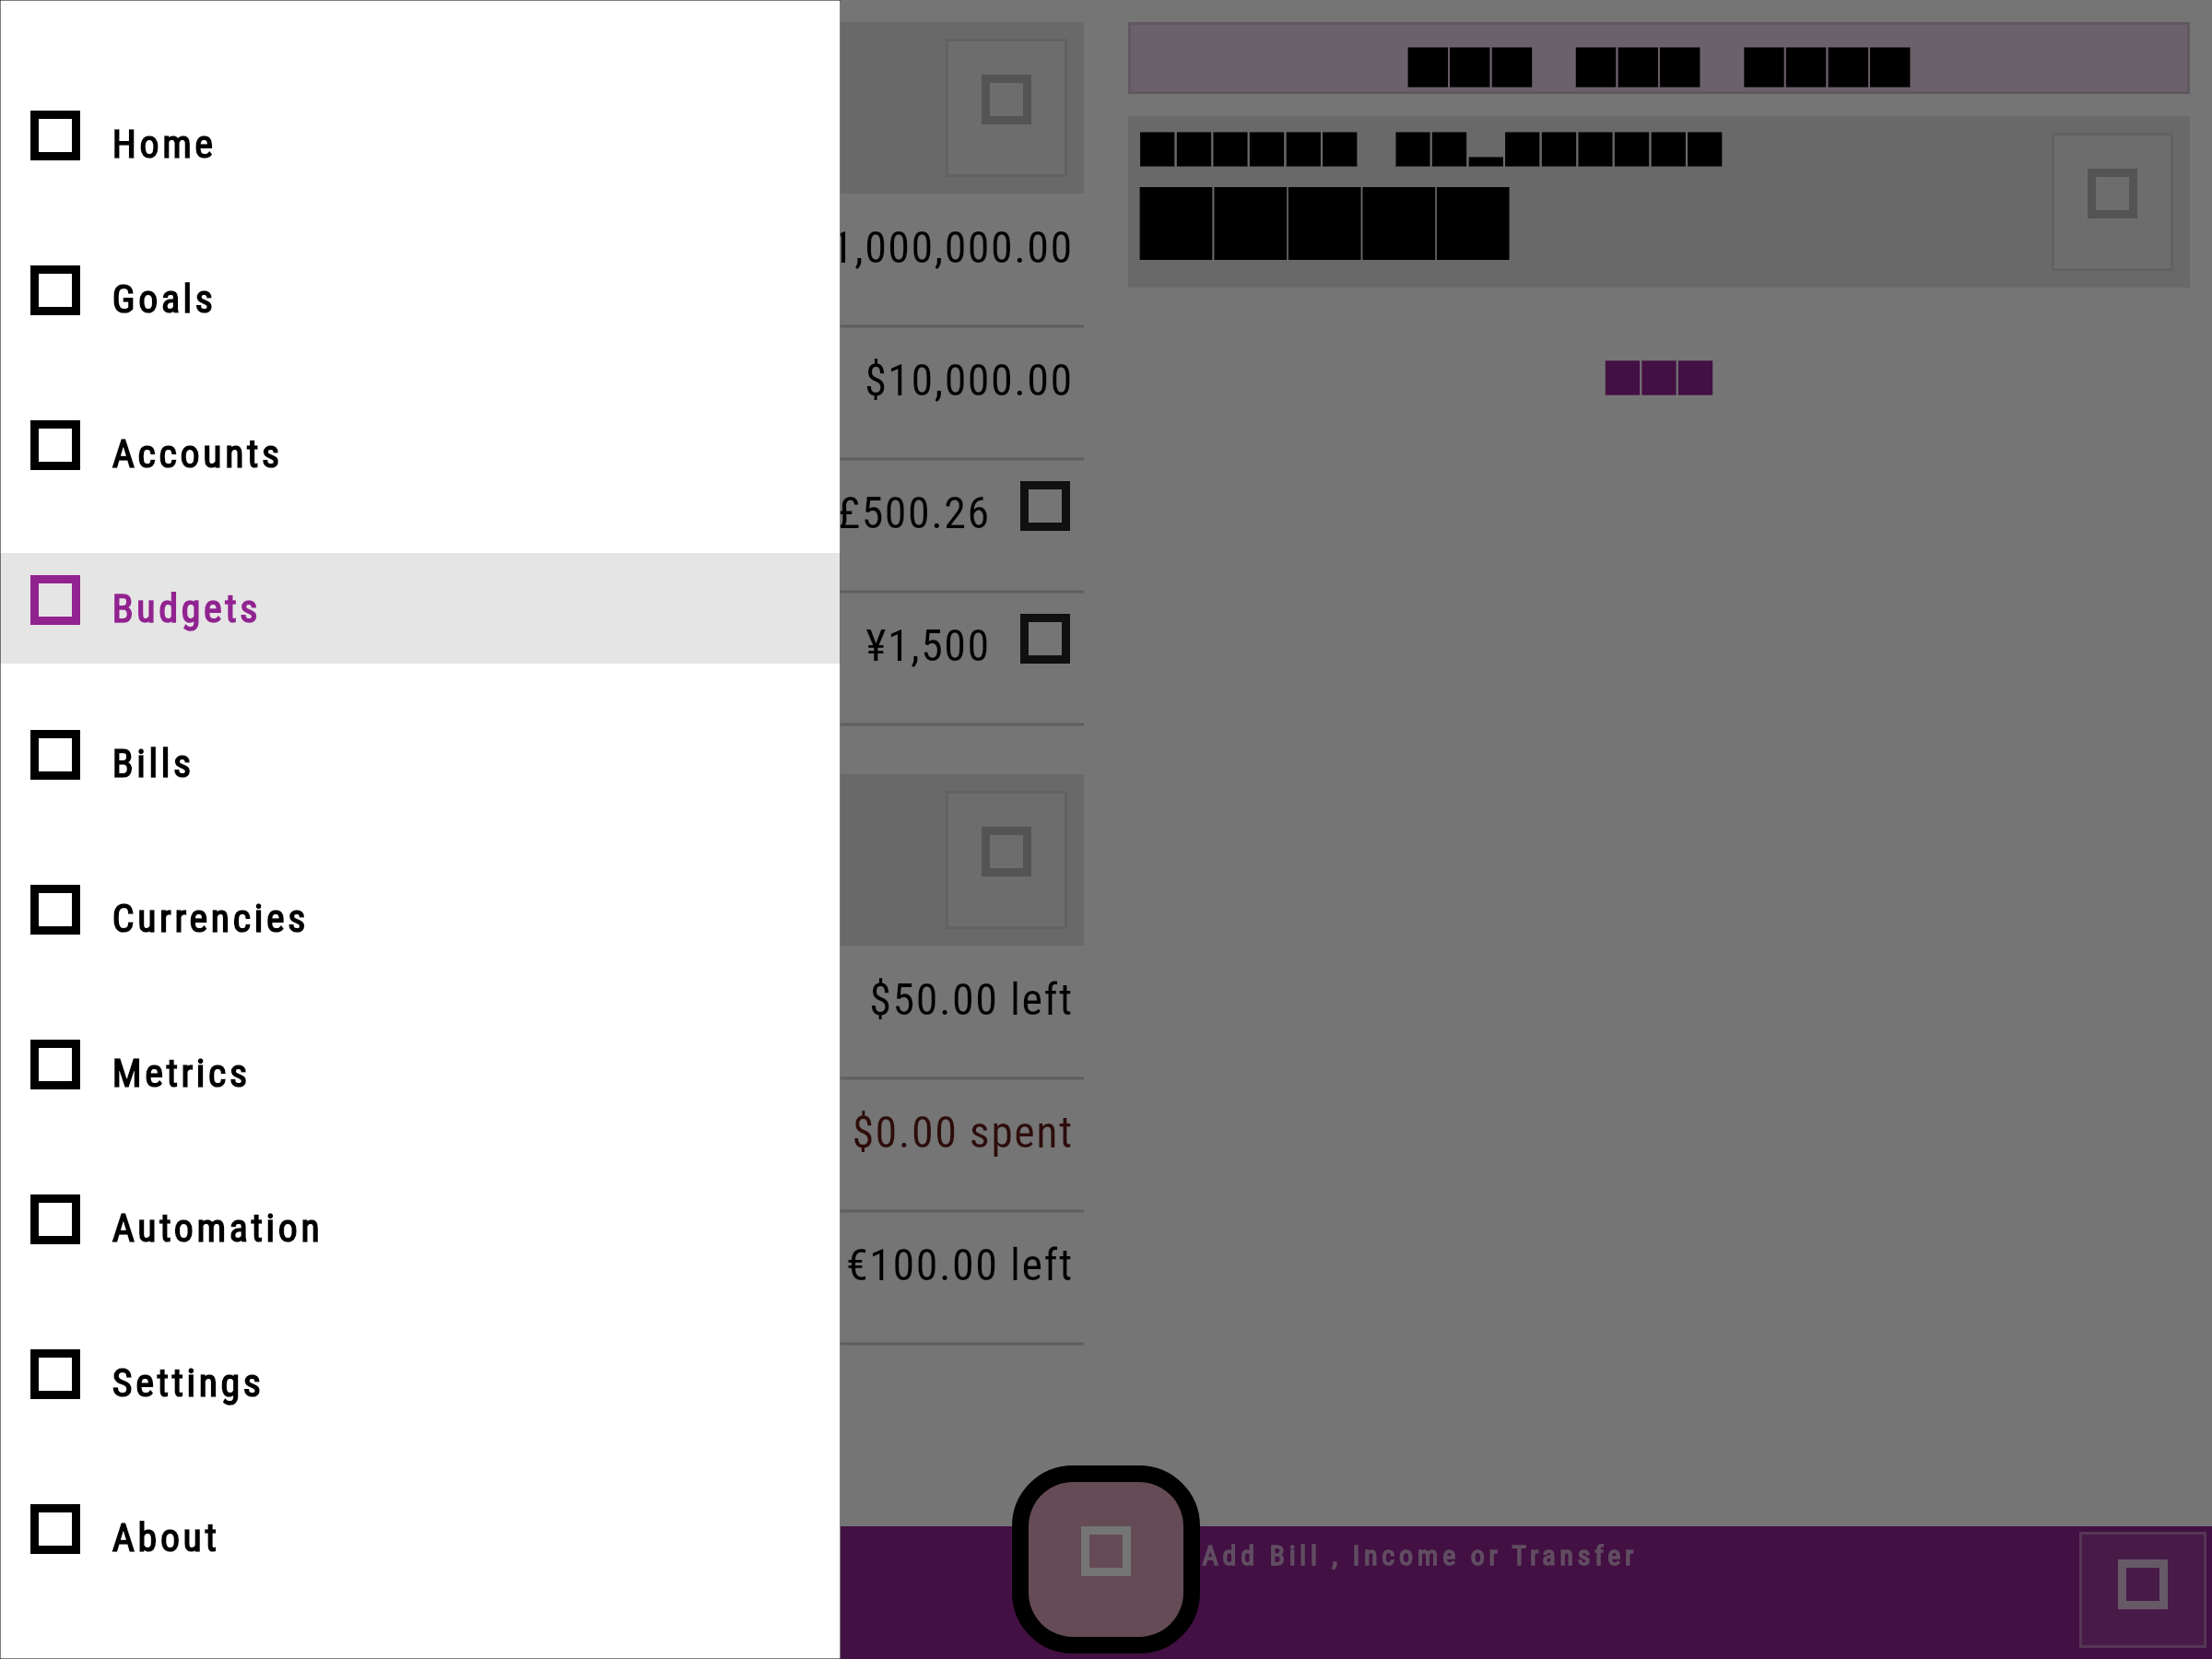 Home
Goals
Accounts
Budgets
Bills
Currencies
Metrics
Automation
Settings
About
1,000,000.00
$10,000.00
£500.26
¥1,500
$50.00 left
$0.00 spent
€100.00 left
Add Bill , Income or Transfer